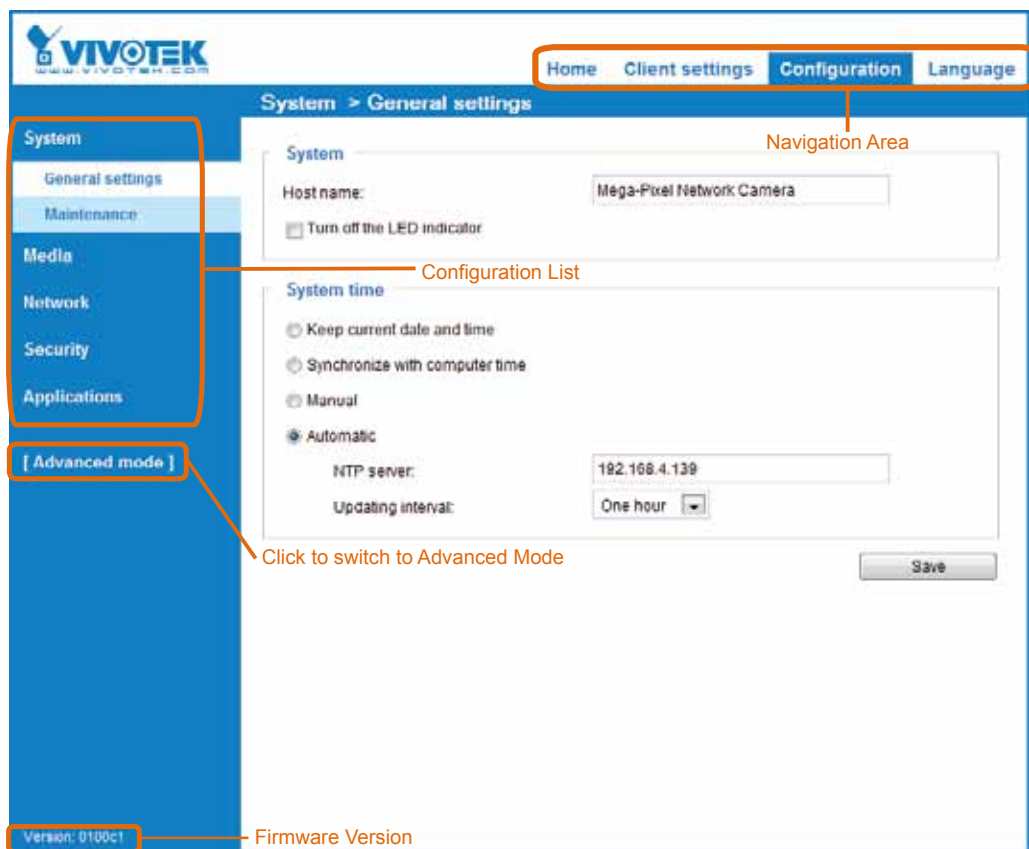 VIVOTEK
WWW.VIVOTEK.COM
Home Client settings Configuration Language
System > General settings
Navigation Area
System
General settings
Maintenance
Media
Network
Security
Applications
[ Advanced mode ]
Version: 0100c1
System
Host name: Mega-Pixel Network Camera
Turn off the LED indicator
Configuration List
System time
Keep current date and time
Synchronize with computer time
Manual
Automatic
NTP server: 192.168.4.139
Updating interval: One hour
Click to switch to Advanced Mode
Save
Firmware Version